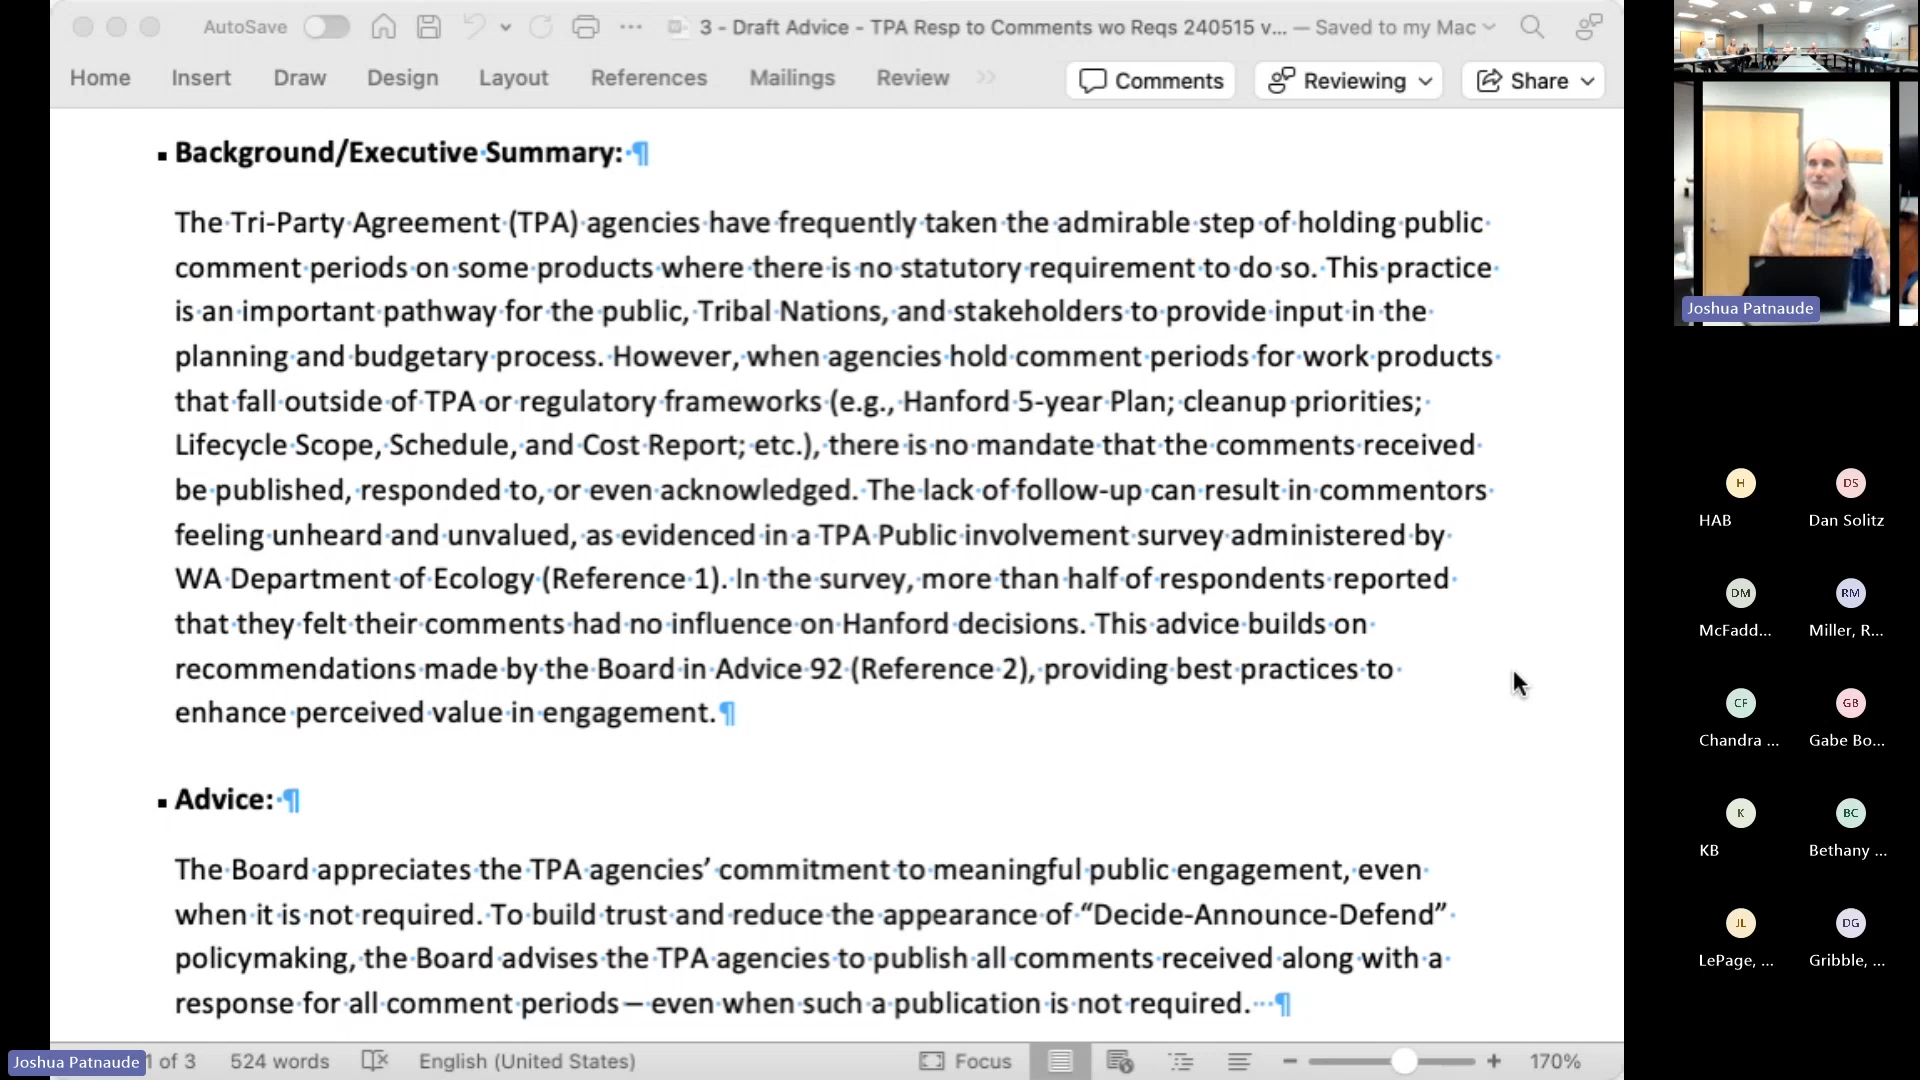 AutoSave
3 - Draft Advice - TPA Resp to Comments wo Reqs 240515 v... — Saved to my Mac
Home Insert Draw Design Layout References Mailings Review Comments Reviewing Share
Background/Executive Summary:
The Tri-Party Agreement (TPA) agencies have frequently taken the admirable step of holding public
comment periods on some products where there is no statutory requirement to do so. This practice
is an important pathway for the public, Tribal Nations, and stakeholders to provide input in the
planning and budgetary process. However, when agencies hold comment periods for work products
that fall outside of TPA or regulatory frameworks (e.g., Hanford 5-year Plan; cleanup priorities;
Lifecycle Scope, Schedule, and Cost Report; etc.), there is no mandate that the comments received
be published, responded to, or even acknowledged. The lack of follow-up can result in commentors
feeling unheard and unvalued, as evidenced in a TPA Public involvement survey administered by
WA Department of Ecology (Reference 1). In the survey, more than half of respondents reported
that they felt their comments had no influence on Hanford decisions. This advice builds on
recommendations made by the Board in Advice 92 (Reference 2), providing best practices to
enhance perceived value in engagement.
Advice:
The Board appreciates the TPA agencies’ commitment to meaningful public engagement, even
when it is not required. To build trust and reduce the appearance of “Decide-Announce-Defend”
policymaking, the Board advises the TPA agencies to publish all comments received along with a
response for all comment periods — even when such a publication is not required.
Joshua Patnaude
1 of 3 524 words English (United States) Focus 170%
Joshua Patnaude
H DS
HAB Dan Solitz
DM RM
McFadd... Miller, R...
CF GB
Chandra ... Gabe Bo...
K BC
KB Bethany ...
JL DG
LePage, ... Gribble, ...